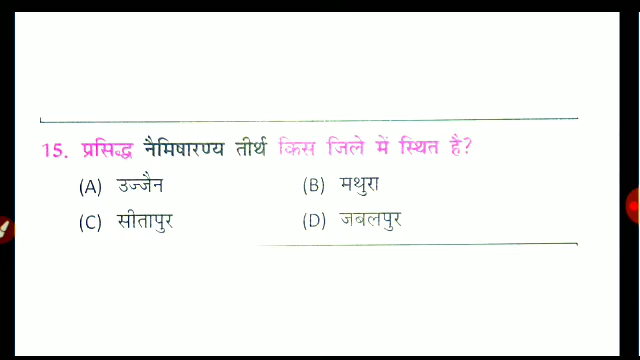 15. प्रसिद्ध नैमिषारण्य तीर्थ किस जिले में स्थित है?
(A) उज्जैन (B) मथुरा
(C) सीतापुर (D) जबलपुर